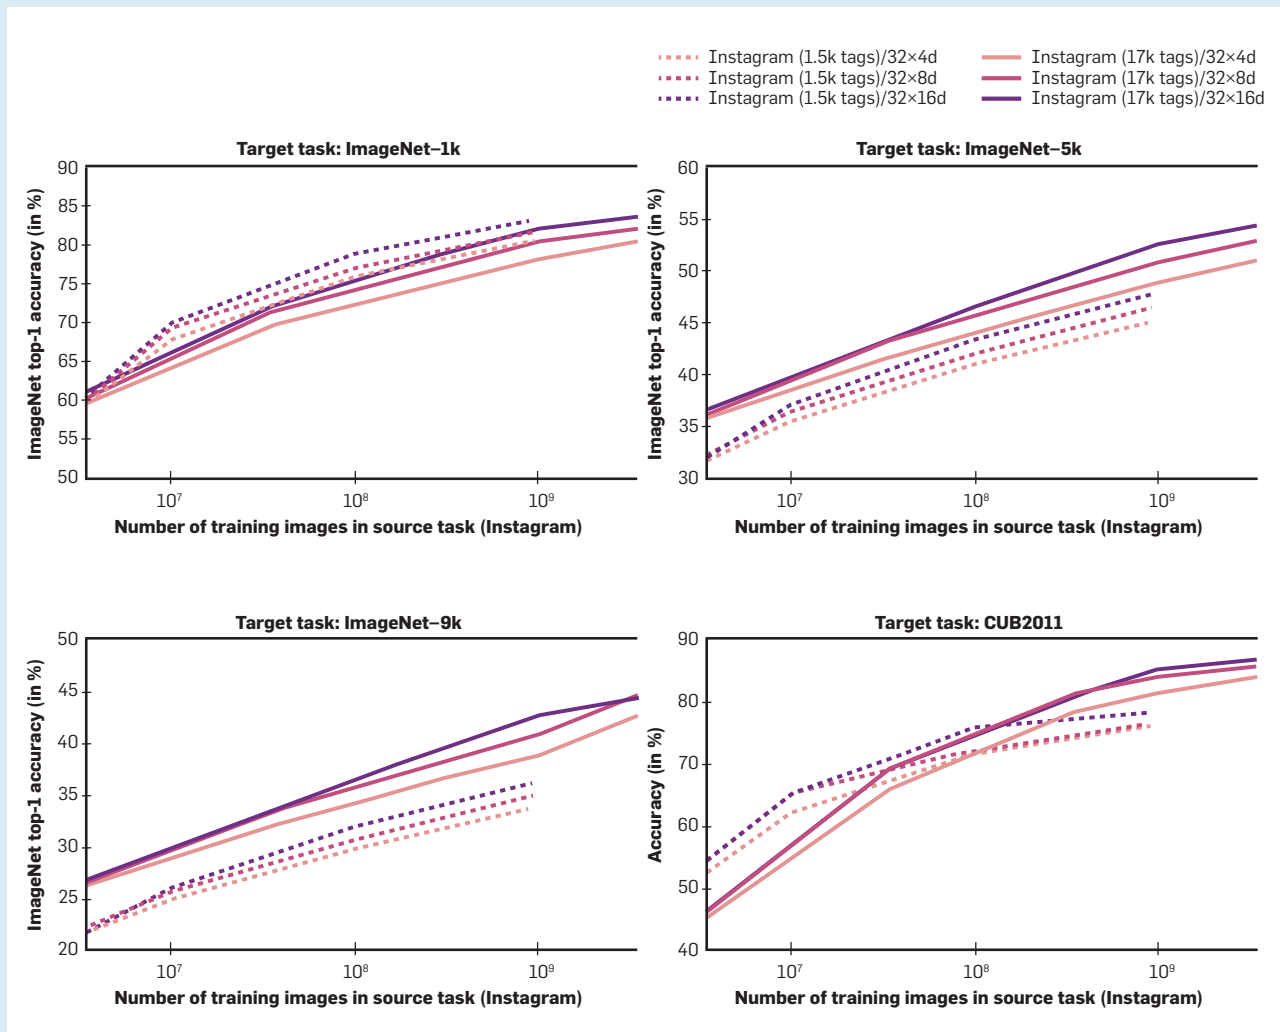 Instagram (1.5k tags)/32×4d
Instagram (1.5k tags)/32×8d
Instagram (1.5k tags)/32×16d
Instagram (17k tags)/32×4d
Instagram (17k tags)/32×8d
Instagram (17k tags)/32×16d
Target task: ImageNet–1k
ImageNet top-1 accuracy (in %)
90
85
80
75
70
65
60
55
50
10⁷ 10⁸ 10⁹
Number of training images in source task (Instagram)
Target task: ImageNet–5k
ImageNet top-1 accuracy (in %)
60
55
50
45
40
35
30
10⁷ 10⁸ 10⁹
Number of training images in source task (Instagram)
Target task: ImageNet–9k
ImageNet top-1 accuracy (in %)
50
45
40
35
30
25
20
10⁷ 10⁸ 10⁹
Number of training images in source task (Instagram)
Target task: CUB2011
Accuracy (in %)
90
80
70
60
50
40
10⁷ 10⁸ 10⁹
Number of training images in source task (Instagram)